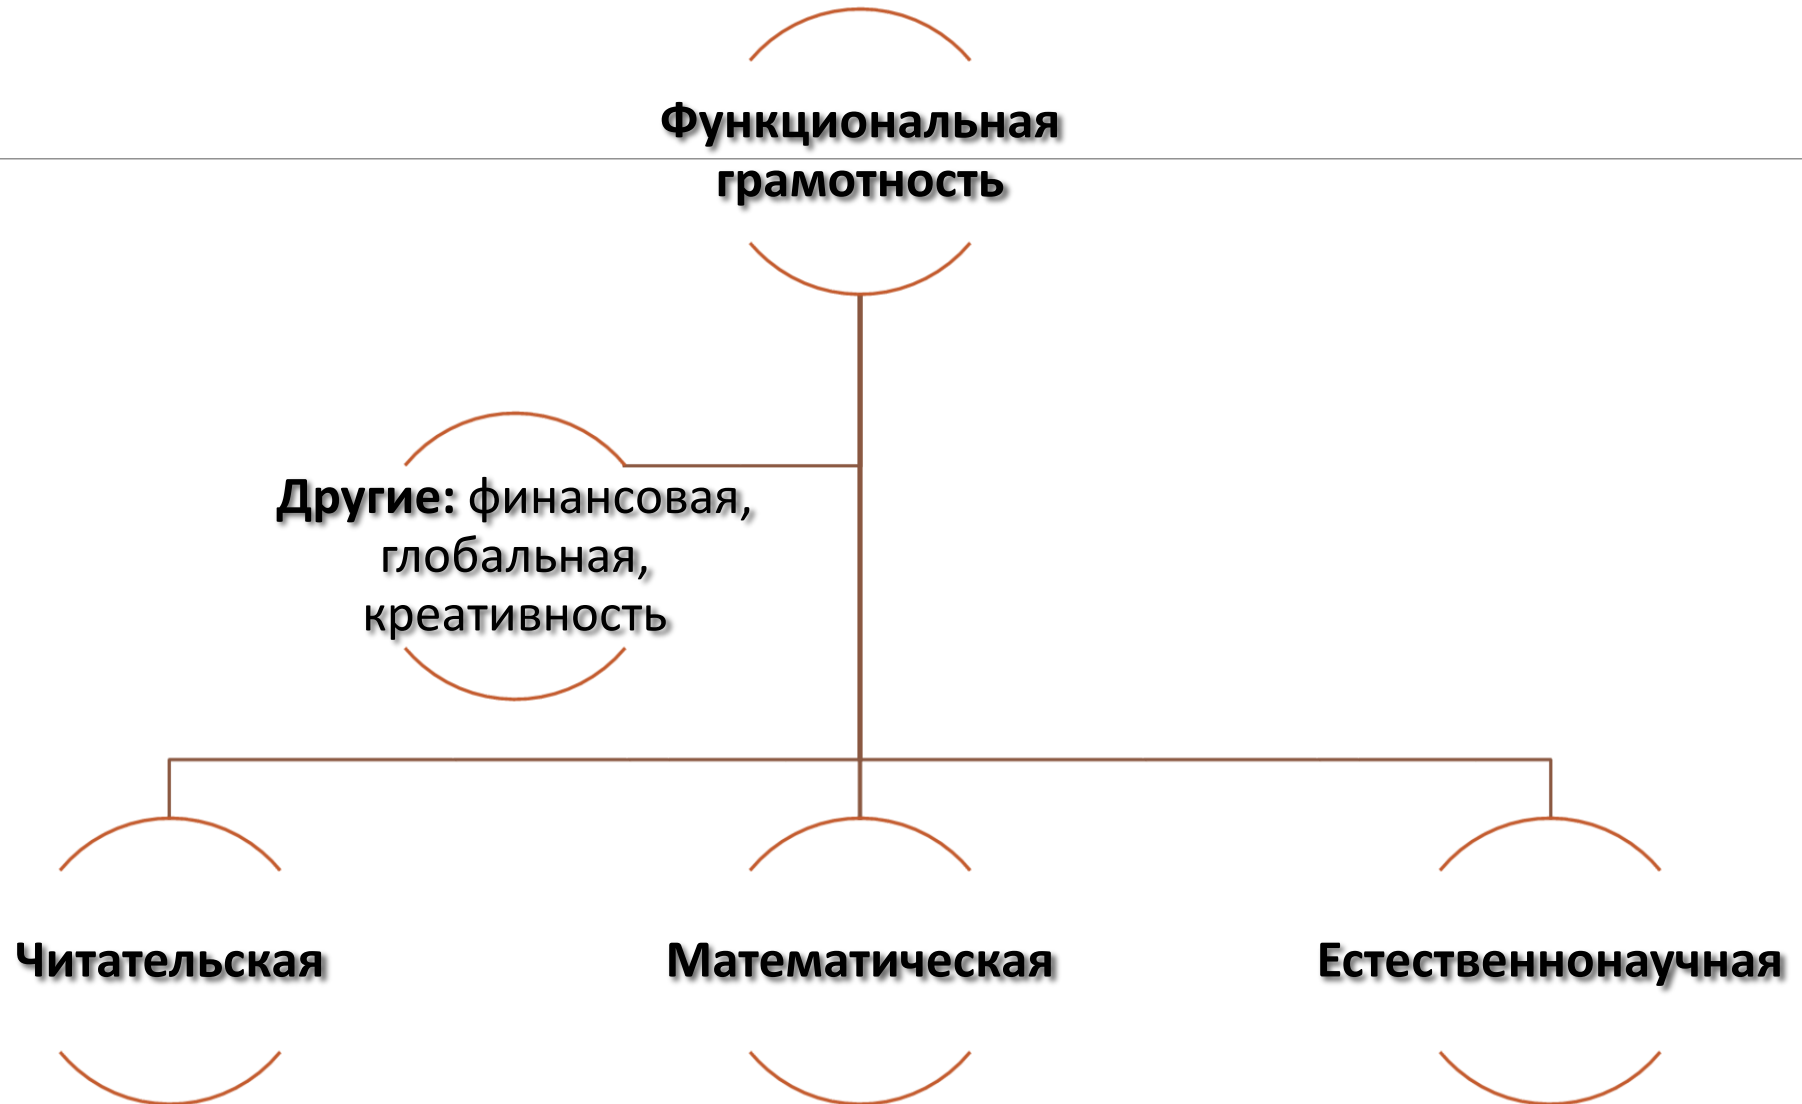 Функциональная
грамотность
Другие: финансовая,
глобальная,
креативность
Читательская
Математическая
Естественнонаучная